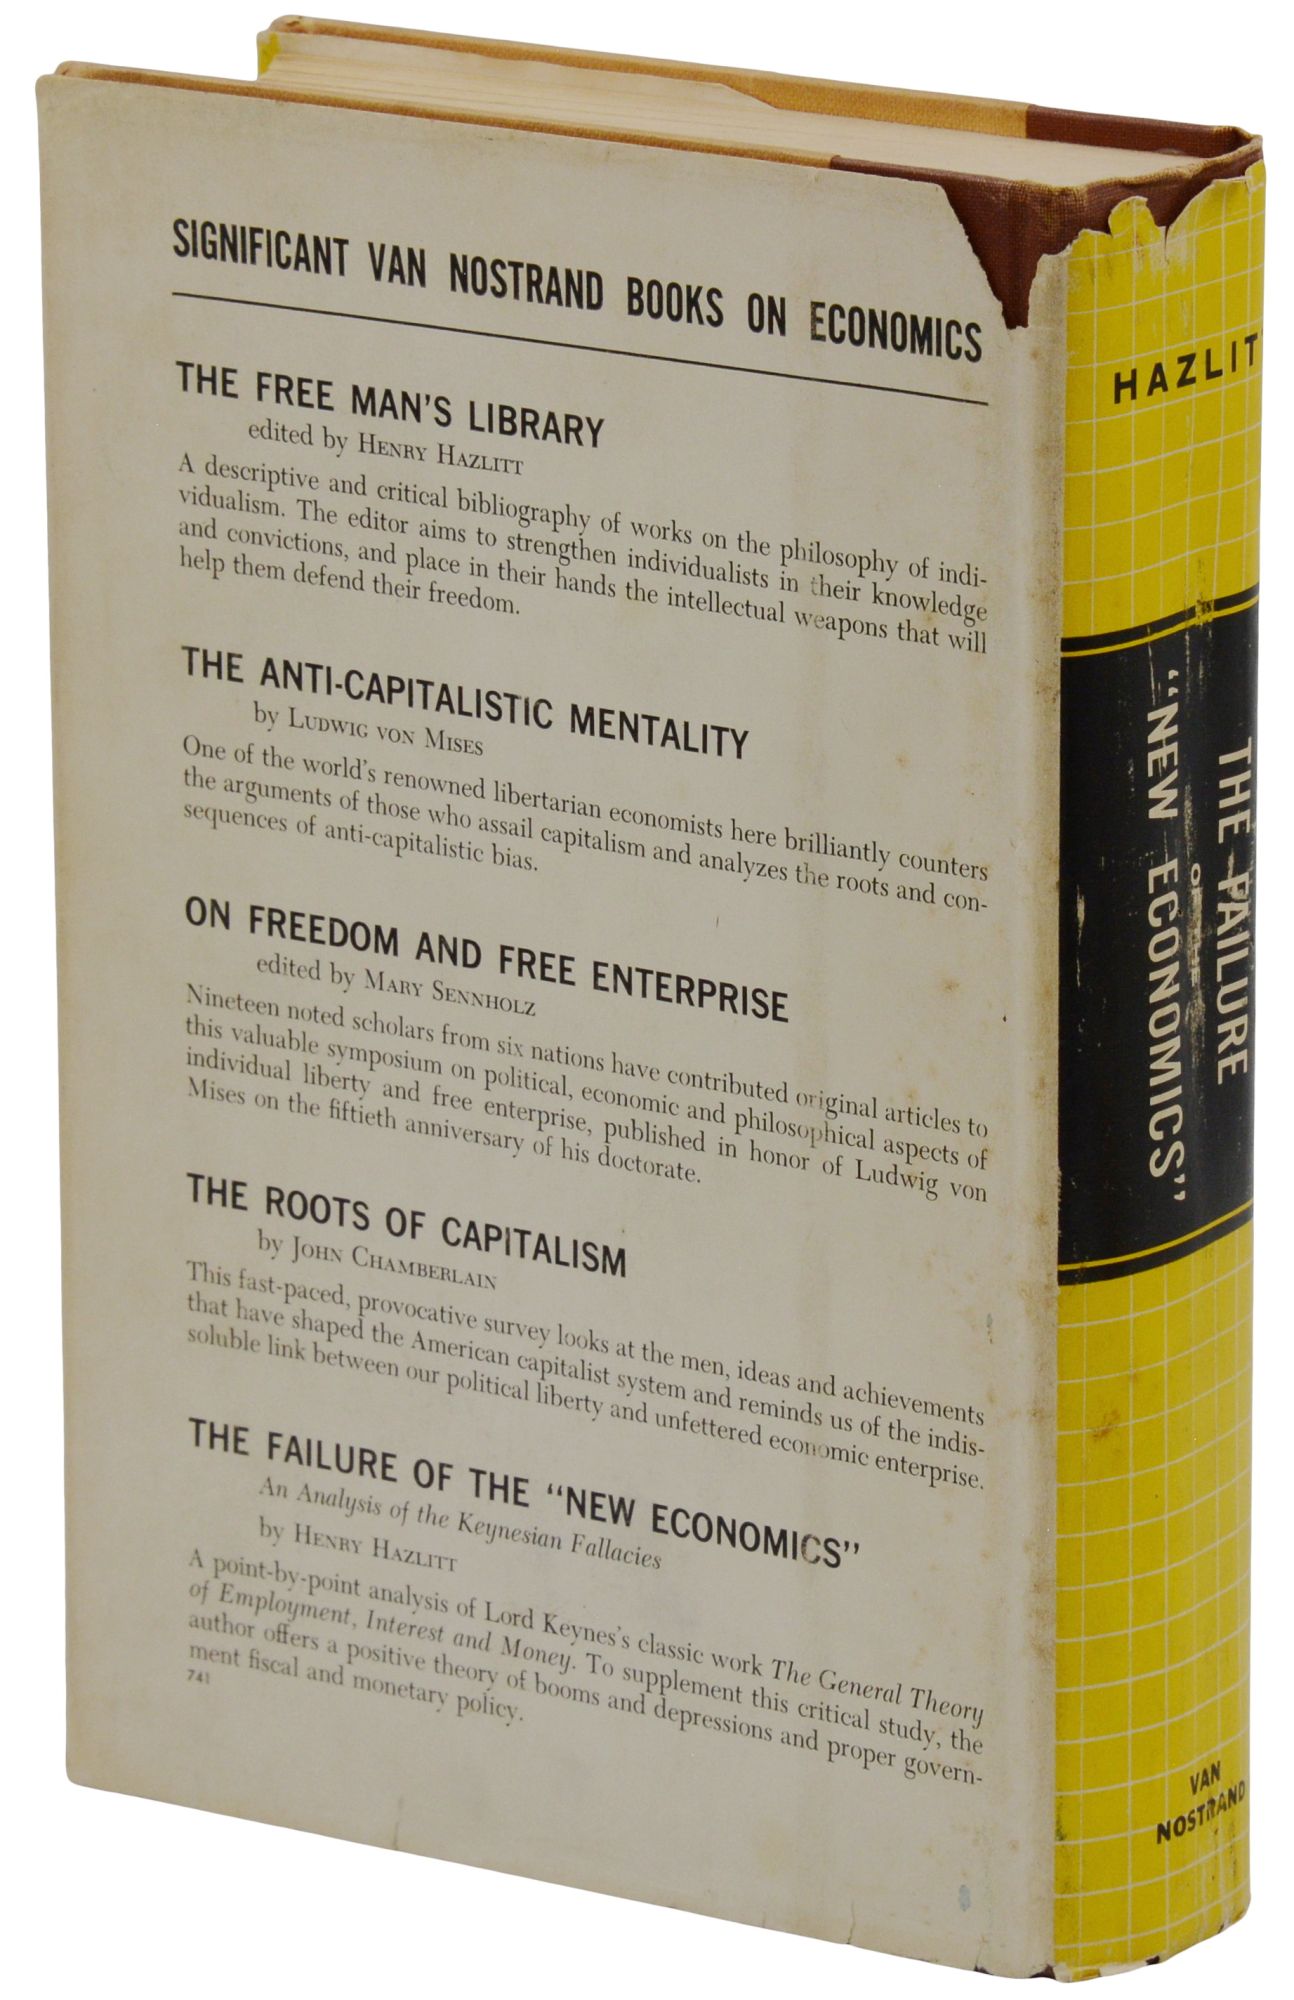 SIGNIFICANT VAN NOSTRAND BOOKS ON ECONOMICS
THE FREE MAN'S LIBRARY
edited by HENRY HAZLITT
A descriptive and critical bibliography of works on the philosophy of indi-
vidualism. The editor aims to strengthen individualists in their knowledge
and convictions, and place in their hands the intellectual weapons that will
help them defend their freedom.
THE ANTI-CAPITALISTIC MENTALITY
by LUDWIG VON MISES
One of the world's renowned libertarian economists here brilliantly counters
the arguments of those who assail capitalism and analyzes the roots and con-
sequences of anti-capitalistic bias.
ON FREEDOM AND FREE ENTERPRISE
edited by MARY SENNHOLZ
Nineteen noted scholars from six nations have contributed original articles to
this valuable symposium on political, economic and philosophical aspects of
individual liberty and free enterprise, published in honor of Ludwig von
Mises on the fiftieth anniversary of his doctorate.
THE ROOTS OF CAPITALISM
by JOHN CHAMBERLAIN
This fast-paced, provocative survey looks at the men, ideas and achievements
that have shaped the American capitalist system and reminds us of the indis-
soluble link between our political liberty and unfettered economic enterprise.
THE FAILURE OF THE "NEW ECONOMICS"
An Analysis of the Keynesian Fallacies
by HENRY HAZLITT
A point-by-point analysis of Lord Keynes's classic work The General Theory
of Employment, Interest and Money. To supplement this critical study, the
author offers a positive theory of booms and depressions and proper govern-
ment fiscal and monetary policy.
741
HAZLITT
THE FAILURE
OF THE
"NEW ECONOMICS"
VAN
NOSTRAND